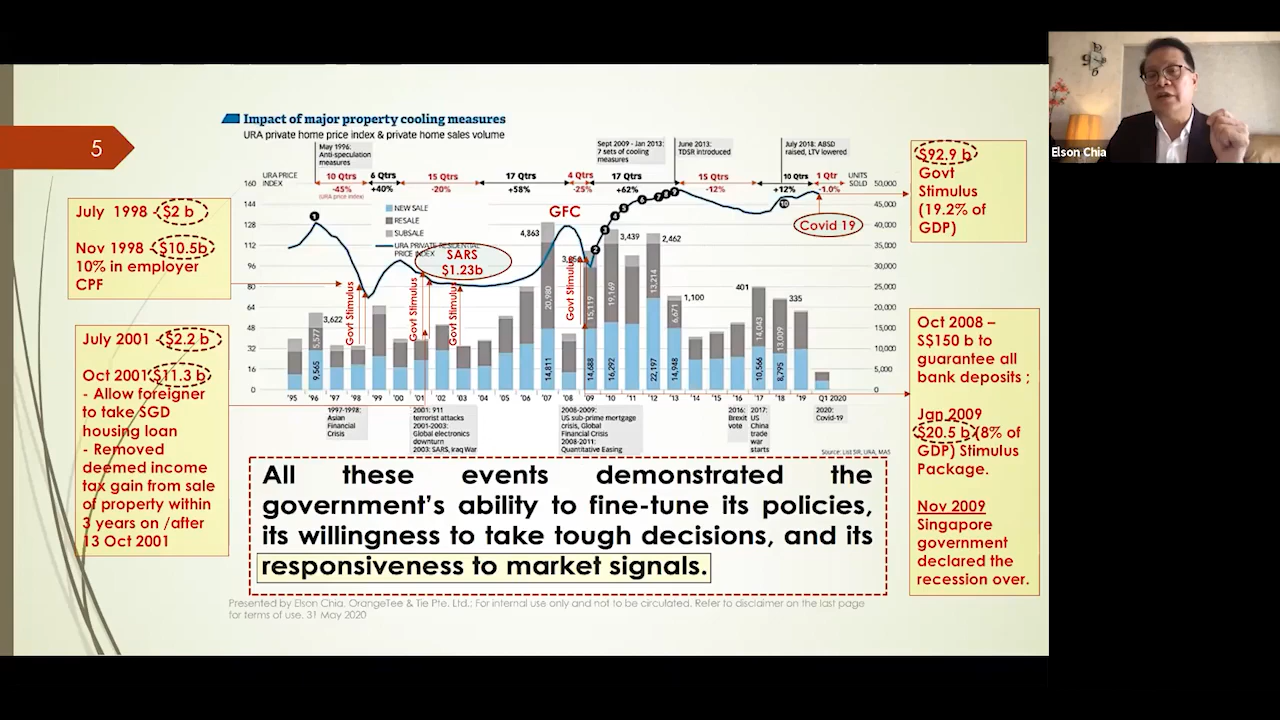 5
Impact of major property cooling measures
URA private home price index & private home sales volume
May 1996:
Anti-speculation
measures
Sept 2009 - Jan 2013:
7 sets of cooling
measures
June 2013:
TDSR introduced
July 2018: ABSD
raised, LTV lowered
URA PRICE
INDEX
10 Qtrs
6 Qtrs
15 Qtrs
17 Qtrs
4 Qtrs
17 Qtrs
15 Qtrs
10 Qtrs
1 Qtr
UNITS
SOLD
-45%
+40%
-20%
+58%
-25%
+62%
-12%
+12%
-1.0%
(URA price index)
160
144
128
112
96
80
64
48
32
16
0
50,000
45,000
40,000
35,000
30,000
25,000
20,000
15,000
10,000
5,000
0
NEW SALE
RESALE
SUBSALE
URA PRIVATE RESIDENTIAL
PRICE INDEX
GFC
SARS
$1.23b
Covid 19
Govt Stimulus
Govt Stimulus
Govt Stimulus
Govt Stimulus
1
2
3
4
5
6
7
8
9
10
3,622
5,577
9,565
4,863
20,980
14,811
15,119
14,688
3,439
19,169
16,292
2,462
13,214
22,197
1,100
6,671
14,948
401
14,043
10,566
335
13,009
8,795
'95 '96 '97 '98 '99 '00 '01 '02 '03 '04 '05 '06 '07 '08 '09 '10 '11 '12 '13 '14 '15 '16 '17 '18 '19 Q1 2020
1997-1998:
Asian
Financial
Crisis
2001: 911
terrorist attacks
2001-2003:
Global electronics
downturn
2003: SARS, Iraq War
2008-2009:
US sub-prime mortgage
crisis, Global
Financial Crisis
2008-2011:
Quantitative Easing
2016:
Brexit
vote
2017:
US
China
trade
war
starts
2020:
Covid-19
Source: List SIR, URA, MAS
July 1998 - $2 b
Nov 1998 - $10.5b
10% in employer
CPF
July 2001 - $2.2 b
Oct 2001 $11.3 b
- Allow foreigner
to take SGD
housing loan
- Removed
deemed income
tax gain from sale
of property within
3 years on /after
13 Oct 2001
$92.9 b
Govt
Stimulus
(19.2% of
GDP)
Oct 2008 –
S$150 b to
guarantee all
bank deposits ;
Jan 2009
$20.5 b (8% of
GDP) Stimulus
Package.
Nov 2009
Singapore
government
declared the
recession over.
All these events demonstrated the
government's ability to fine-tune its policies,
its willingness to take tough decisions, and its
responsiveness to market signals.
Presented by Elson Chia, OrangeTee & Tie Pte. Ltd.; For internal use only and not to be circulated. Refer to disclaimer on the last page
for terms of use. 31 May 2020
Elson Chia